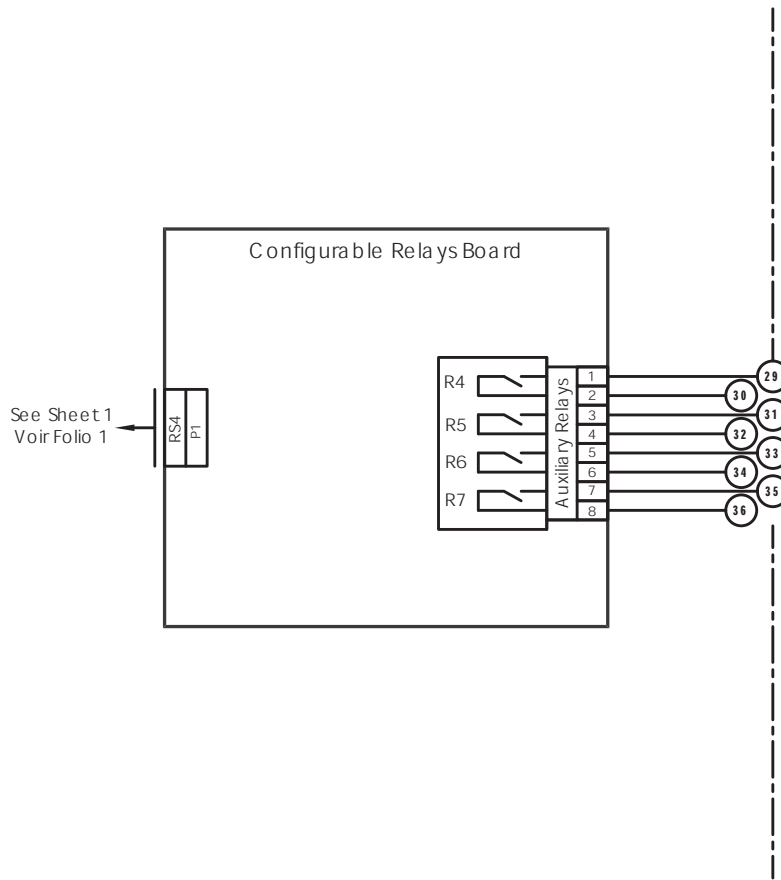 Configurable Relays Board
See Sheet 1
Voir Folio 1
RS4
P1
R4
R5
R6
R7
Auxiliary Relays
1
2
3
4
5
6
7
8
29
30
31
32
33
34
35
36